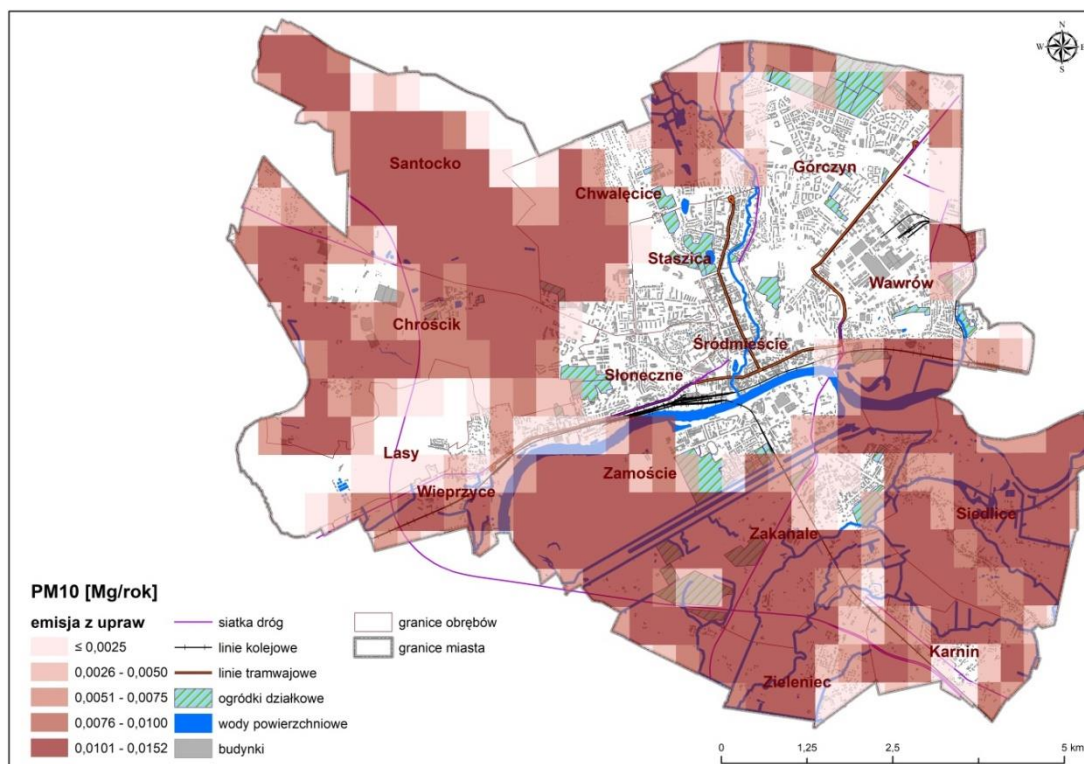 N
W E
S
Santocko
Górczyn
Chwalęcice
Staszica
Wawrów
Chróścik
Śródmieście
Słoneczne
Lasy
Zamoście
Wieprzyce
Siedlice
Zakanale
Karnin
Zieleniec
PM10 [Mg/rok]
emisja z upraw
≤ 0,0025
0,0026 - 0,0050
0,0051 - 0,0075
0,0076 - 0,0100
0,0101 - 0,0152
siatka dróg
linie kolejowe
linie tramwajowe
ogródki działkowe
wody powierzchniowe
budynki
granice obrębów
granice miasta
0 1,25 2,5 5 km